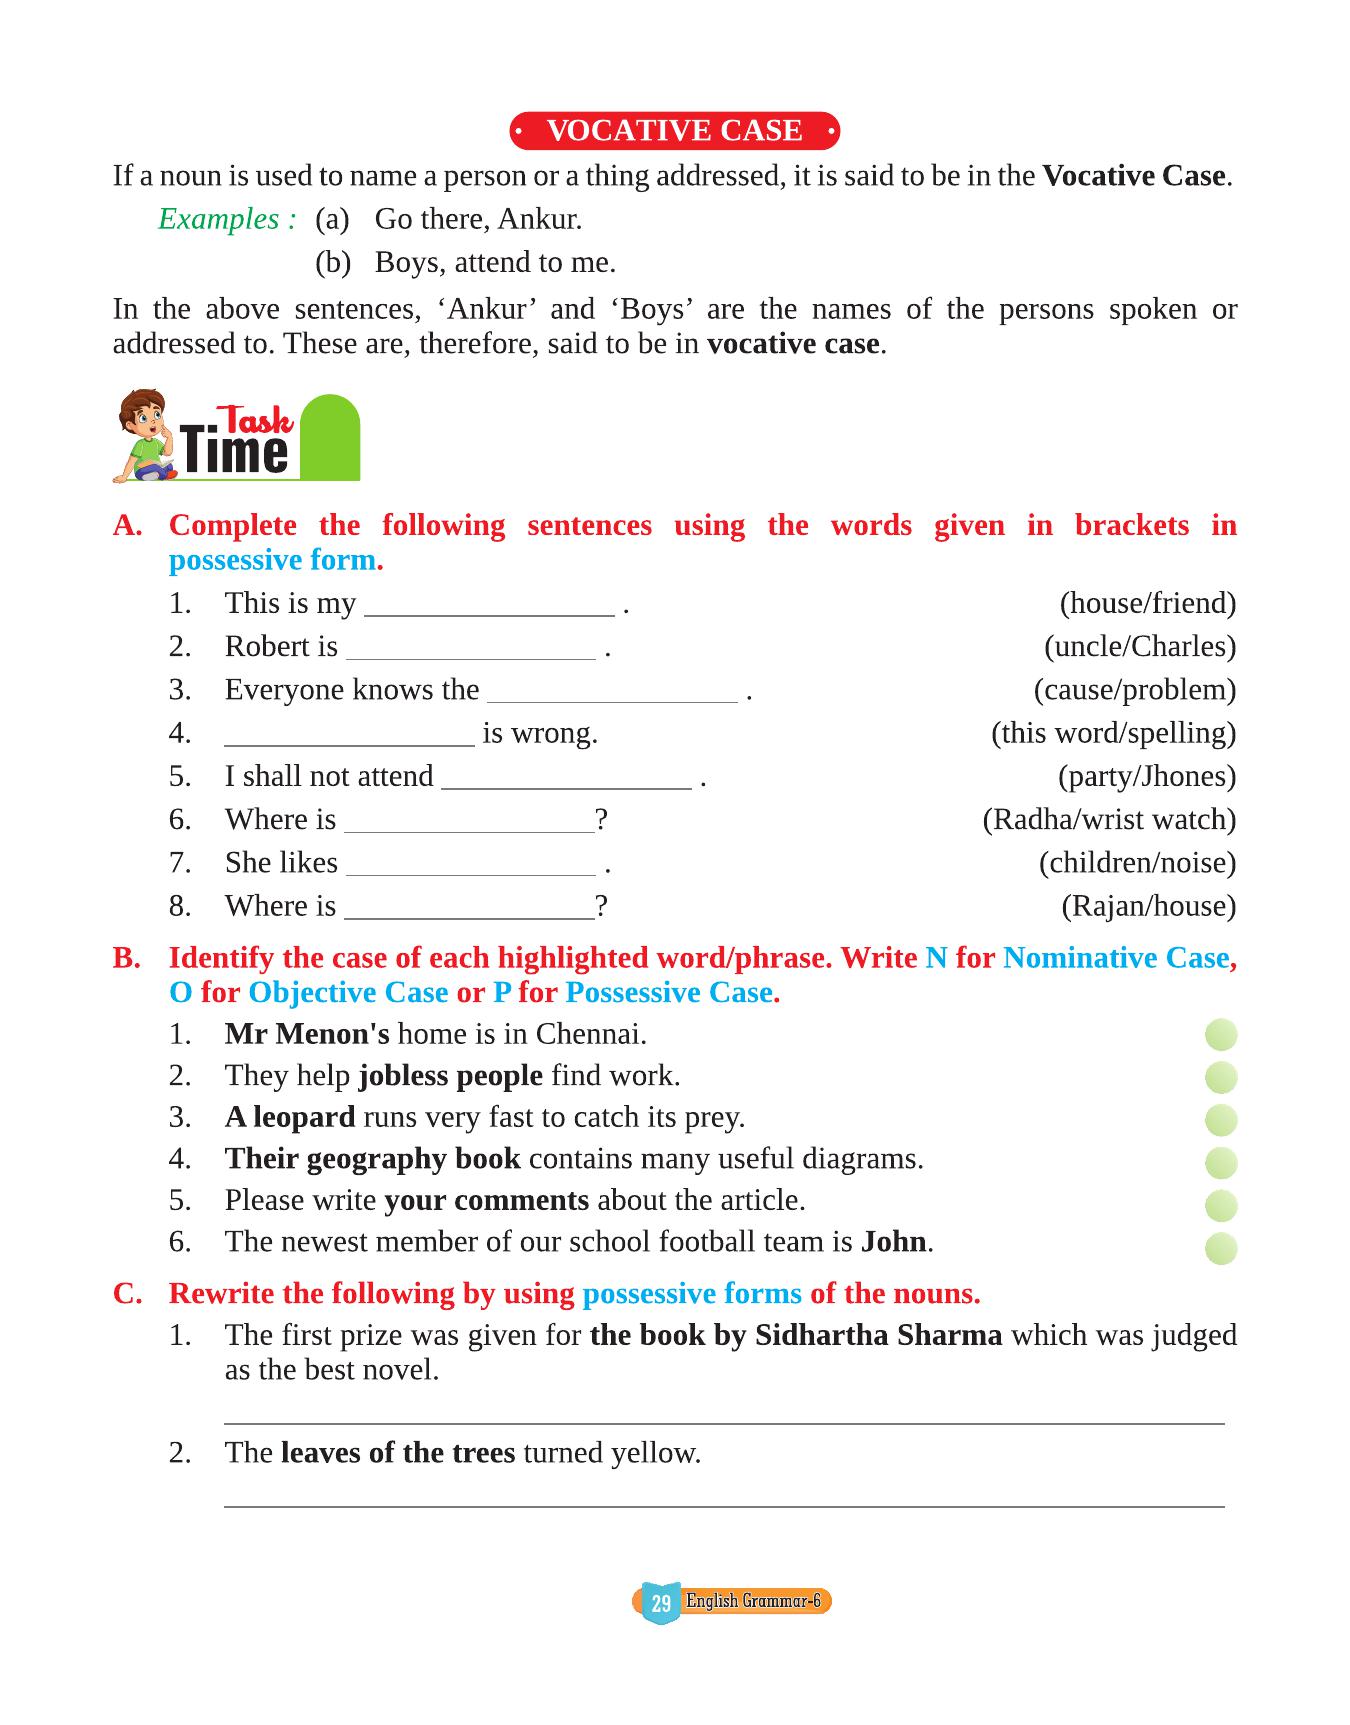 • VOCATIVE CASE •
If a noun is used to name a person or a thing addressed, it is said to be in the Vocative Case.
Examples : (a) Go there, Ankur.
(b) Boys, attend to me.
In the above sentences, ‘Ankur’ and ‘Boys’ are the names of the persons spoken or
addressed to. These are, therefore, said to be in vocative case.
Task
Time
A. Complete the following sentences using the words given in brackets in
possessive form.
1. This is my ________________ . (house/friend)
2. Robert is ________________ . (uncle/Charles)
3. Everyone knows the ________________ . (cause/problem)
4. ________________ is wrong. (this word/spelling)
5. I shall not attend ________________ . (party/Jhones)
6. Where is ________________? (Radha/wrist watch)
7. She likes ________________ . (children/noise)
8. Where is ________________? (Rajan/house)
B. Identify the case of each highlighted word/phrase. Write N for Nominative Case,
O for Objective Case or P for Possessive Case.
1. Mr Menon's home is in Chennai.
2. They help jobless people find work.
3. A leopard runs very fast to catch its prey.
4. Their geography book contains many useful diagrams.
5. Please write your comments about the article.
6. The newest member of our school football team is John.
C. Rewrite the following by using possessive forms of the nouns.
1. The first prize was given for the book by Sidhartha Sharma which was judged
as the best novel.
2. The leaves of the trees turned yellow.
29 English Grammar-6